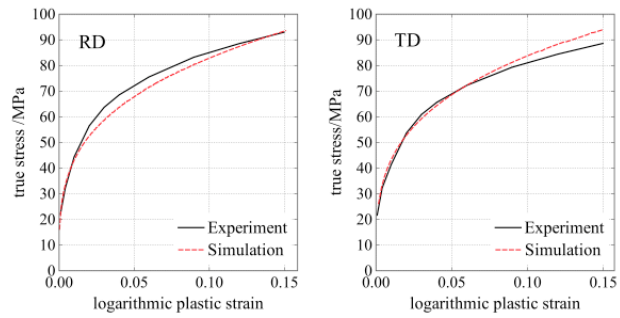 100
90
80
70
60
50
40
30
20
10
0
true stress /MPa
RD
Experiment
Simulation
0.00 0.05 0.10 0.15
logarithmic plastic strain
100
90
80
70
60
50
40
30
20
10
0
true stress/MPa
TD
Experiment
Simulation
0.00 0.05 0.10 0.15
logarithmic plastic strain